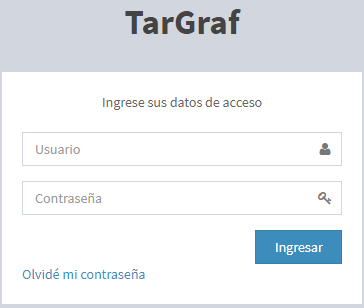 TarGraf
Ingrese sus datos de acceso
Usuario
Contraseña
Ingresar
Olvidé mi contraseña